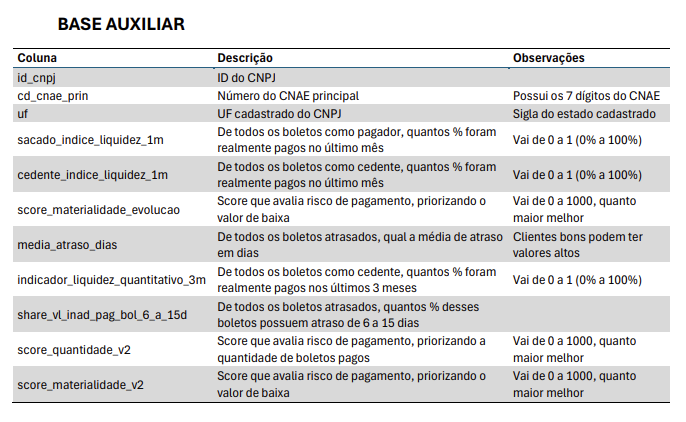 BASE AUXILIAR
Coluna Descrição Observações
id_cnpj ID do CNPJ
cd_cnae_prin Número do CNAE principal Possui os 7 dígitos do CNAE
uf UF cadastrado do CNPJ Sigla do estado cadastrado
sacado_indice_liquidez_1m De todos os boletos como pagador, quantos % foram
realmente pagos no último mês Vai de 0 a 1 (0% a 100%)
cedente_indice_liquidez_1m De todos os boletos como cedente, quantos % foram
realmente pagos no último mês Vai de 0 a 1 (0% a 100%)
score_materialidade_evolucao Score que avalia risco de pagamento, priorizando o
valor de baixa Vai de 0 a 1000, quanto
maior melhor
media_atraso_dias De todos os boletos atrasados, qual a média de atraso
em dias Clientes bons podem ter
valores altos
indicador_liquidez_quantitativo_3m De todos os boletos como cedente, quantos % foram
realmente pagos nos últimos 3 meses Vai de 0 a 1 (0% a 100%)
share_vl_inad_pag_bol_6_a_15d De todos os boletos atrasados, quantos % desses
boletos possuem atraso de 6 a 15 dias
score_quantidade_v2 Score que avalia risco de pagamento, priorizando a
quantidade de boletos pagos Vai de 0 a 1000, quanto
maior melhor
score_materialidade_v2 Score que avalia risco de pagamento, priorizando o
valor de baixa Vai de 0 a 1000, quanto
maior melhor